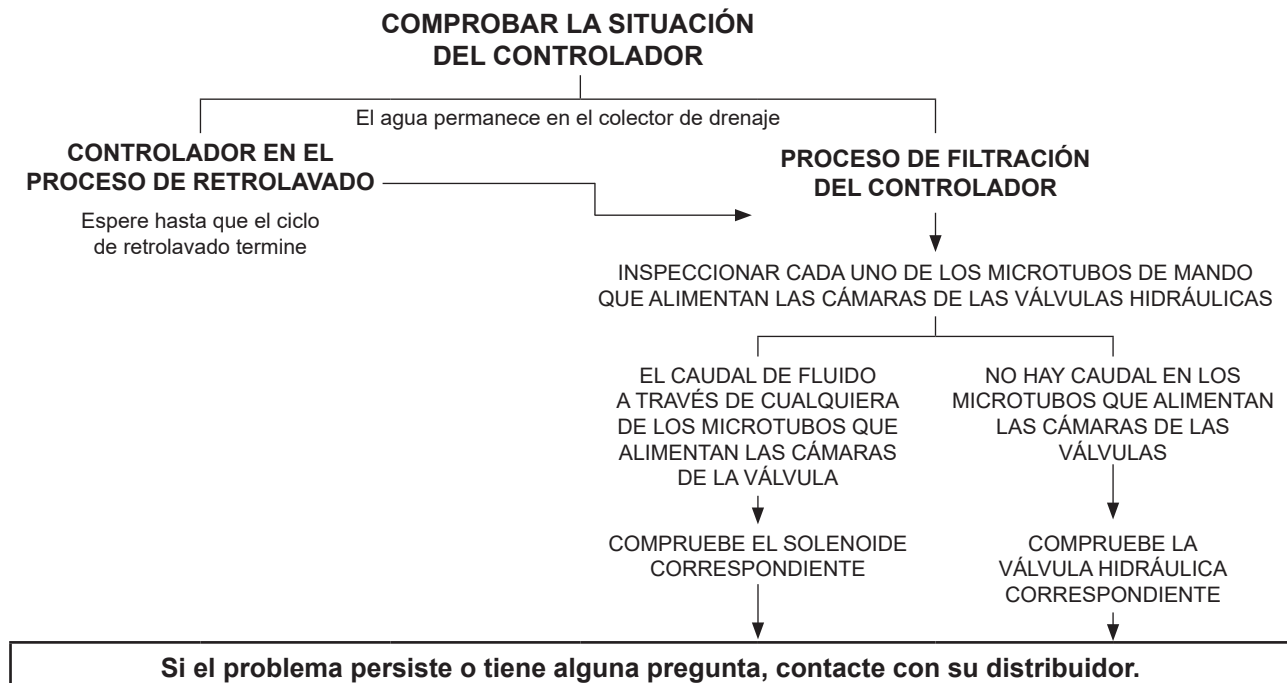 COMPROBAR LA SITUACIÓN
DEL CONTROLADOR
El agua permanece en el colector de drenaje
CONTROLADOR EN EL
PROCESO DE RETROLAVADO
Espere hasta que el ciclo
de retrolavado termine
PROCESO DE FILTRACIÓN
DEL CONTROLADOR
INSPECCIONAR CADA UNO DE LOS MICROTUBOS DE MANDO
QUE ALIMENTAN LAS CÁMARAS DE LAS VÁLVULAS HIDRÁULICAS
EL CAUDAL DE FLUIDO
A TRAVÉS DE CUALQUIERA
DE LOS MICROTUBOS QUE
ALIMENTAN LAS CÁMARAS
DE LA VÁLVULA
NO HAY CAUDAL EN LOS
MICROTUBOS QUE ALIMENTAN
LAS CÁMARAS DE LAS
VÁLVULAS
COMPRUEBE EL SOLENOIDE
CORRESPONDIENTE
COMPRUEBE LA
VÁLVULA HIDRÁULICA
CORRESPONDIENTE
Si el problema persiste o tiene alguna pregunta, contacte con su distribuidor.